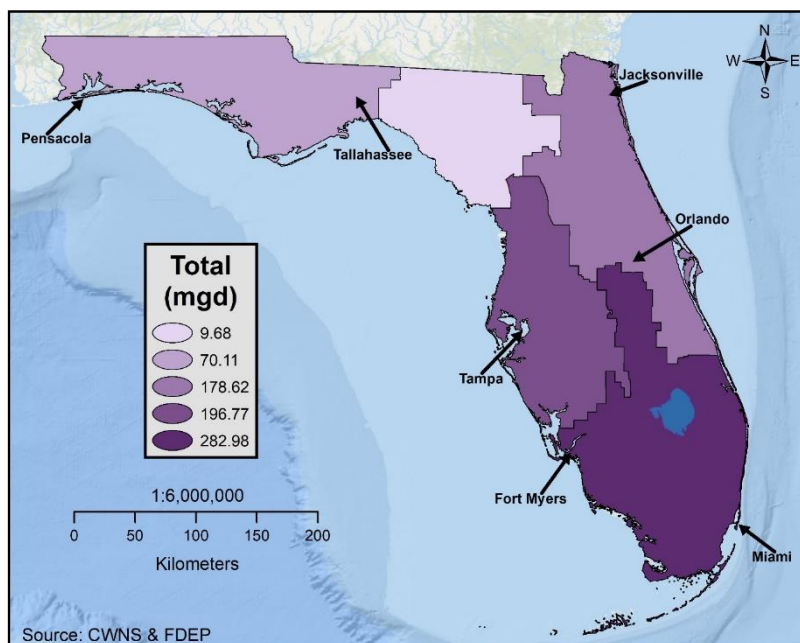 N
W E
S
Jacksonville
Pensacola
Tallahassee
Orlando
Total
(mgd)
9.68
70.11
178.62
196.77
282.98
Tampa
1:6,000,000
0 50 100 150 200
Kilometers
Fort Myers
Miami
Source: CWNS & FDEP